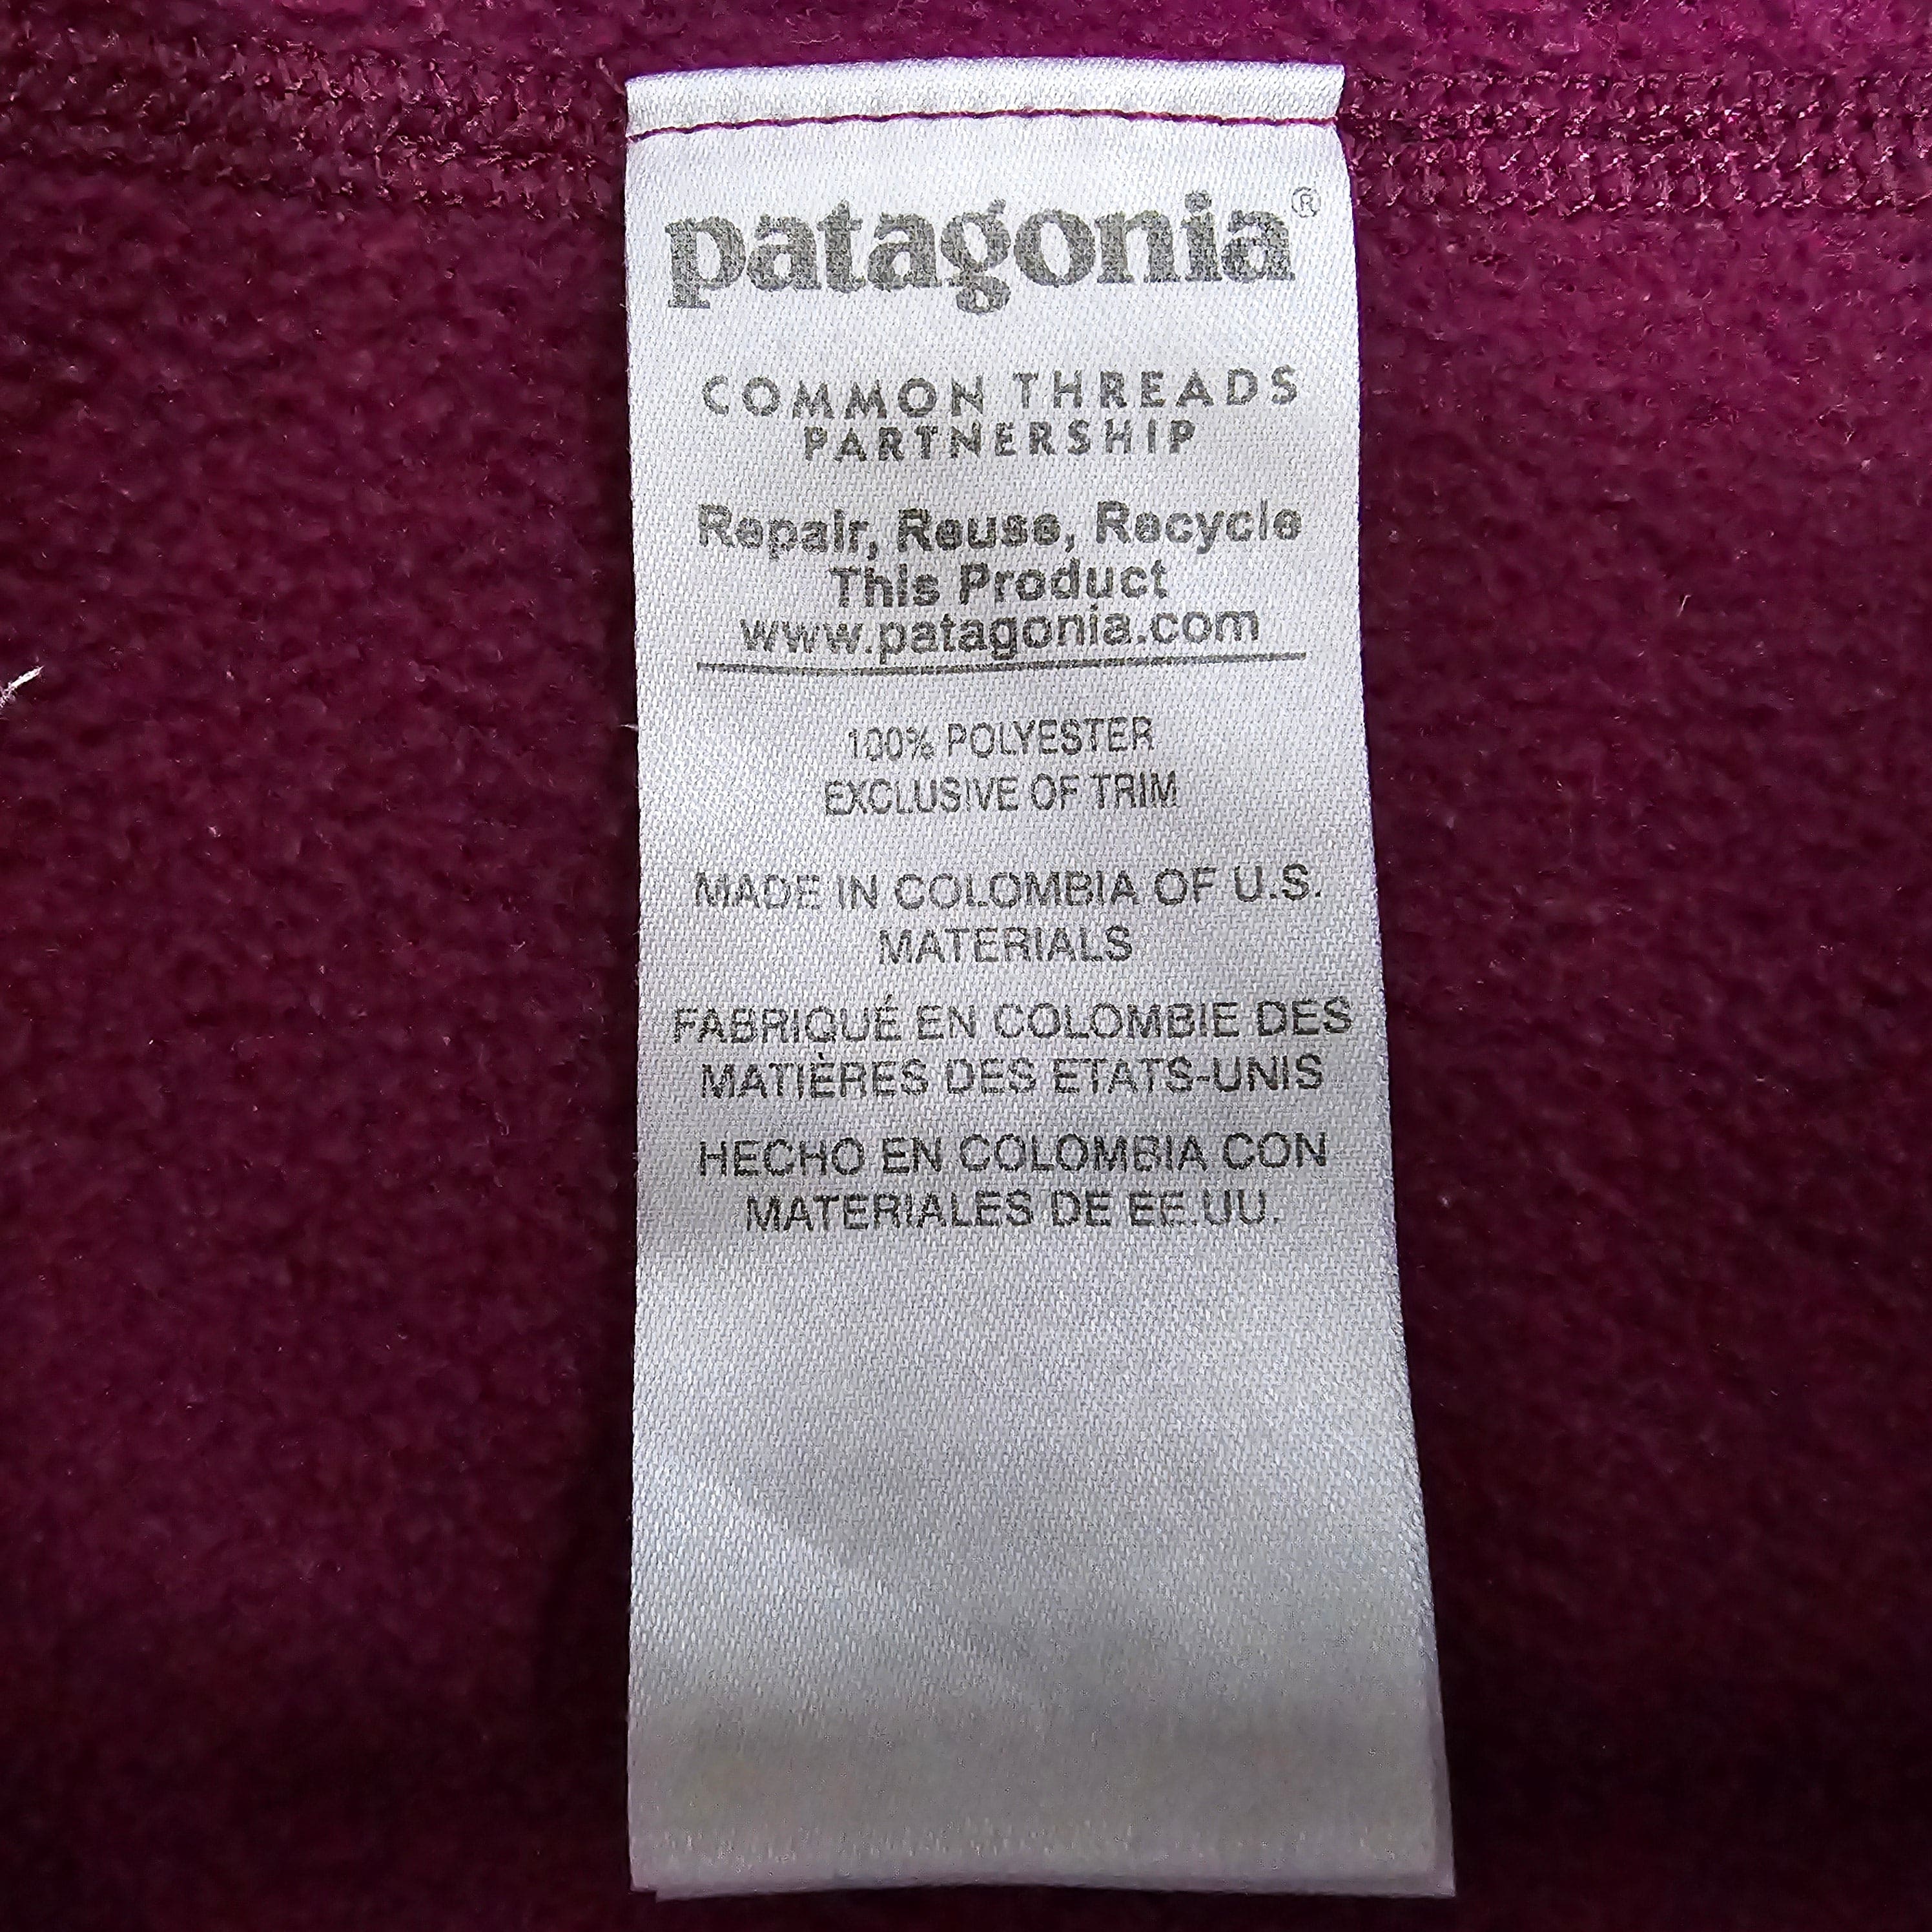 patagonia®
COMMON THREADS
PARTNERSHIP
Repair, Reuse, Recycle
This Product
www.patagonia.com
100% POLYESTER
EXCLUSIVE OF TRIM
MADE IN COLOMBIA OF U.S.
MATERIALS
FABRIQUÉ EN COLOMBIE DES
MATIÈRES DES ETATS-UNIS
HECHO EN COLOMBIA CON
MATERIALES DE EE.UU.